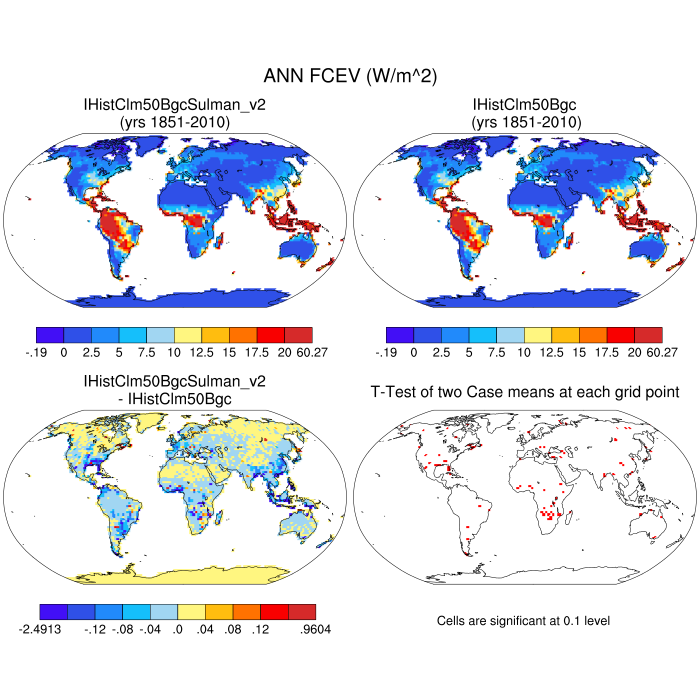 ANN FCEV (W/m^2)
IHistClm50BgcSulman_v2
(yrs 1851-2010)
IHistClm50Bgc
(yrs 1851-2010)
-.19 0 2.5 5 7.5 10 12.5 15 17.5 20 60.27
-.19 0 2.5 5 7.5 10 12.5 15 17.5 20 60.27
IHistClm50BgcSulman_v2
- IHistClm50Bgc
T-Test of two Case means at each grid point
-2.4913 -.12 -.08 -.04 .0 .04 .08 .12 .9604
Cells are significant at 0.1 level